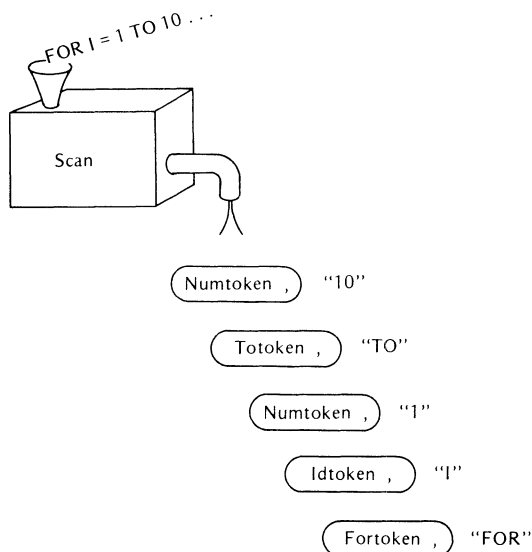 FOR I = 1 TO 10 . . .
Scan
Numtoken , “10”
Totoken , “TO”
Numtoken , “1”
Idtoken , “I”
Fortoken , “FOR”